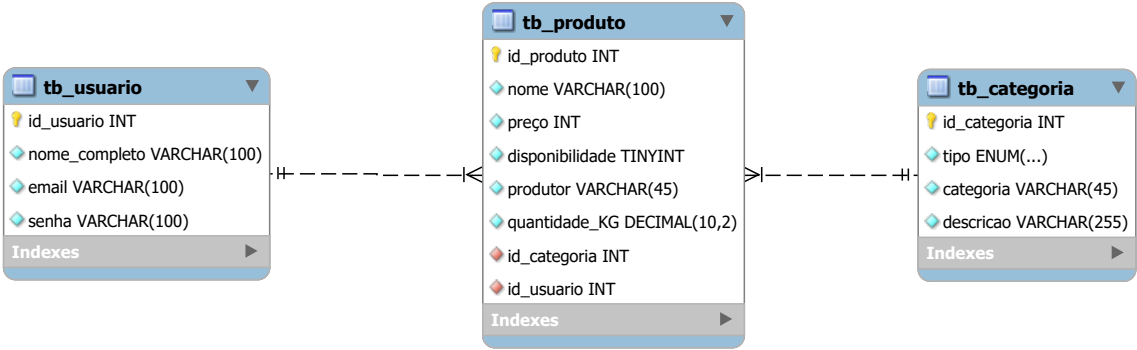 tb_usuario
id_usuario INT
nome_completo VARCHAR(100)
email VARCHAR(100)
senha VARCHAR(100)
Indexes
tb_produto
id_produto INT
nome VARCHAR(100)
preço INT
disponibilidade TINYINT
produtor VARCHAR(45)
quantidade_KG DECIMAL(10,2)
id_categoria INT
id_usuario INT
Indexes
tb_categoria
id_categoria INT
tipo ENUM(...)
categoria VARCHAR(45)
descricao VARCHAR(255)
Indexes